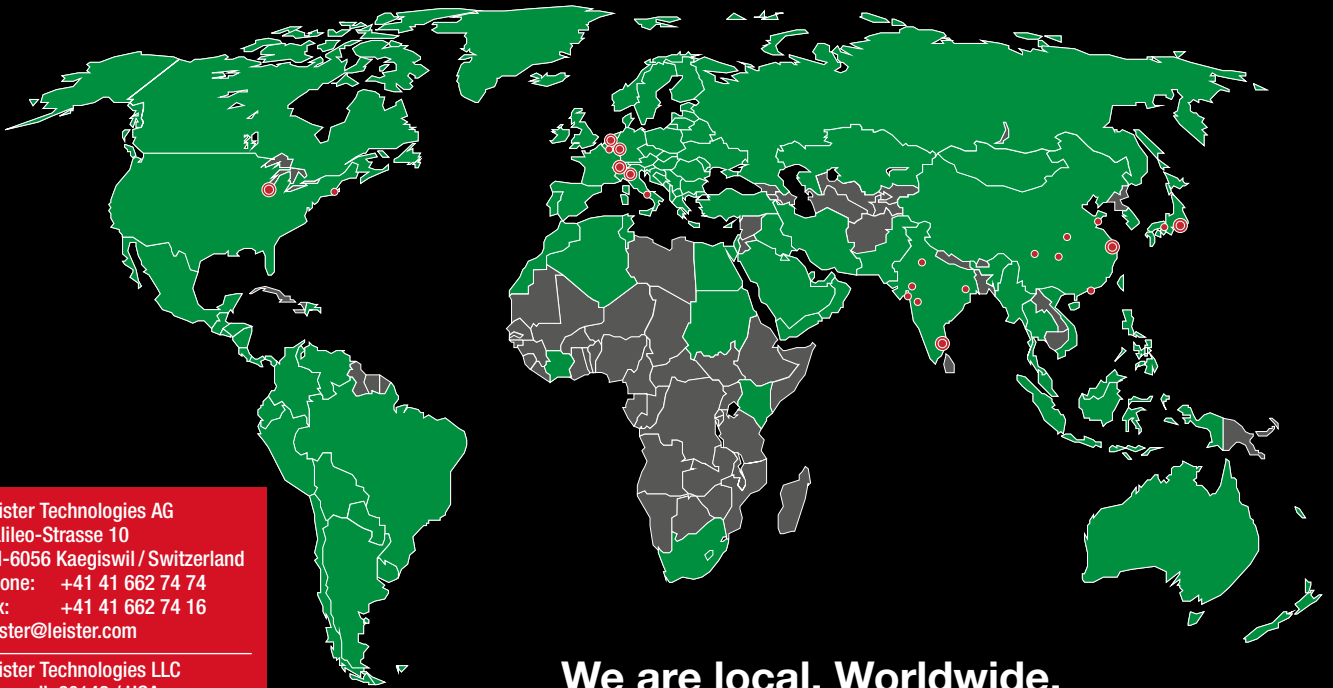 ister Technologies AG
lileo-Strasse 10
-6056 Kaegiswil / Switzerland
one: +41 41 662 74 74
x: +41 41 662 74 16
ster@leister.com
ister Technologies LLC
We are local. Worldwide.